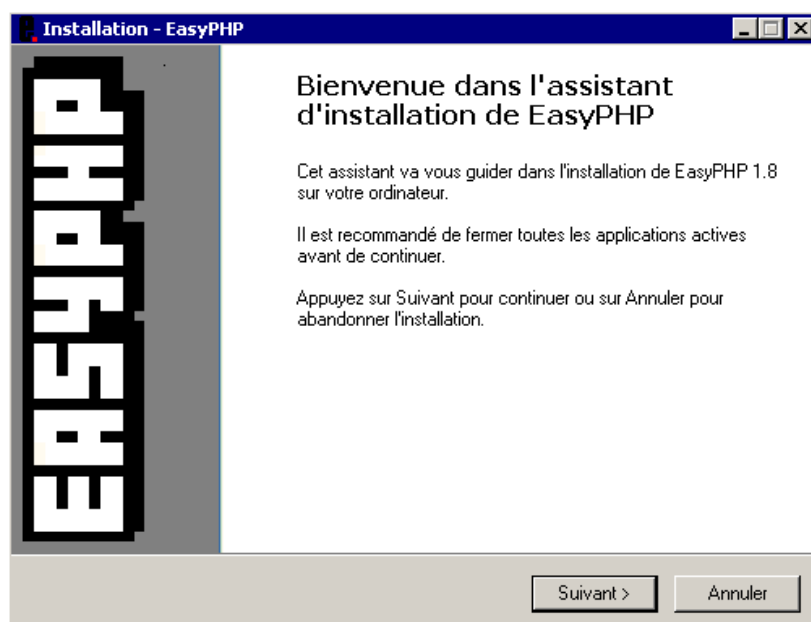 Installation - EasyPHP
EASYPHP
Bienvenue dans l'assistant
d'installation de EasyPHP
Cet assistant va vous guider dans l'installation de EasyPHP 1.8
sur votre ordinateur.
Il est recommandé de fermer toutes les applications actives
avant de continuer.
Appuyez sur Suivant pour continuer ou sur Annuler pour
abandonner l'installation.
Suivant >
Annuler